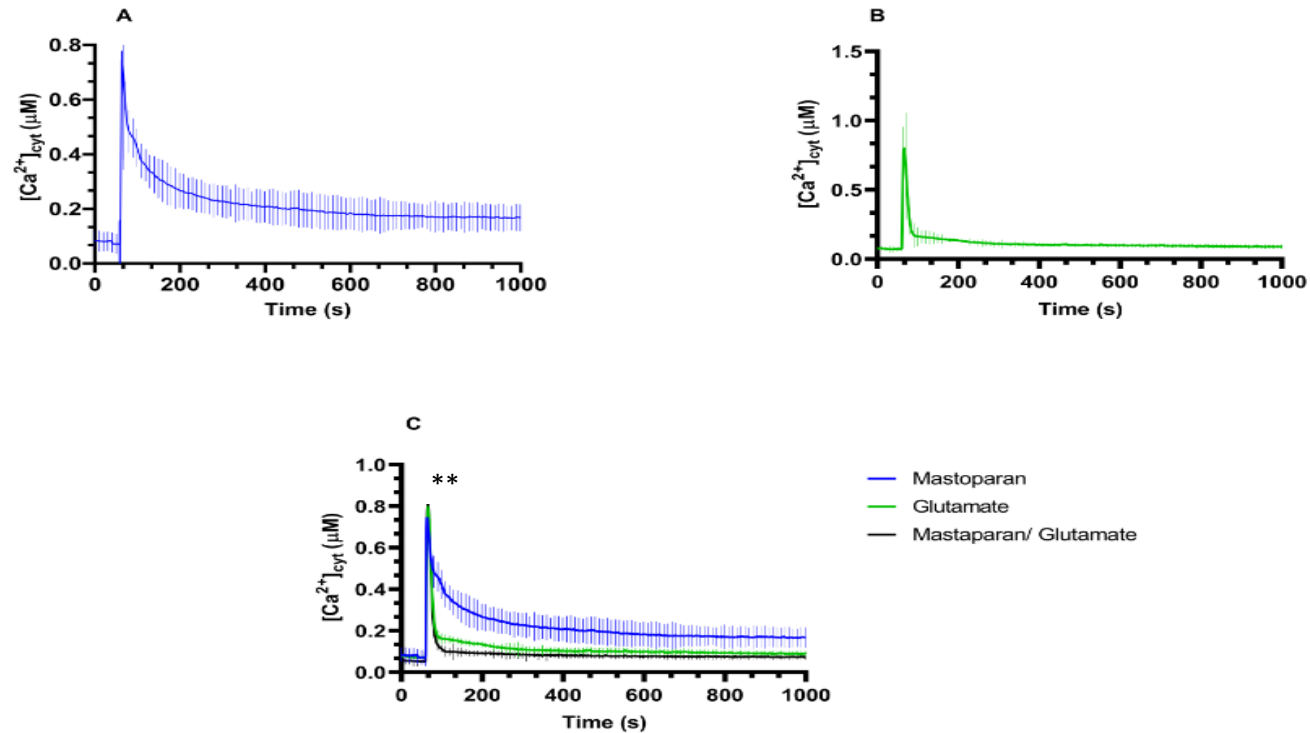 A
[Ca2+]cyt (μM)
0.8
0.6
0.4
0.2
0.0
0 200 400 600 800 1000
Time (s)
B
[Ca2+]cyt (μM)
1.5
1.0
0.5
0.0
0 200 400 600 800 1000
Time (s)
C
**
[Ca2+]cyt (μM)
1.0
0.8
0.6
0.4
0.2
0.0
0 200 400 600 800 1000
Time (s)
Mastoparan
Glutamate
Mastaparan/ Glutamate